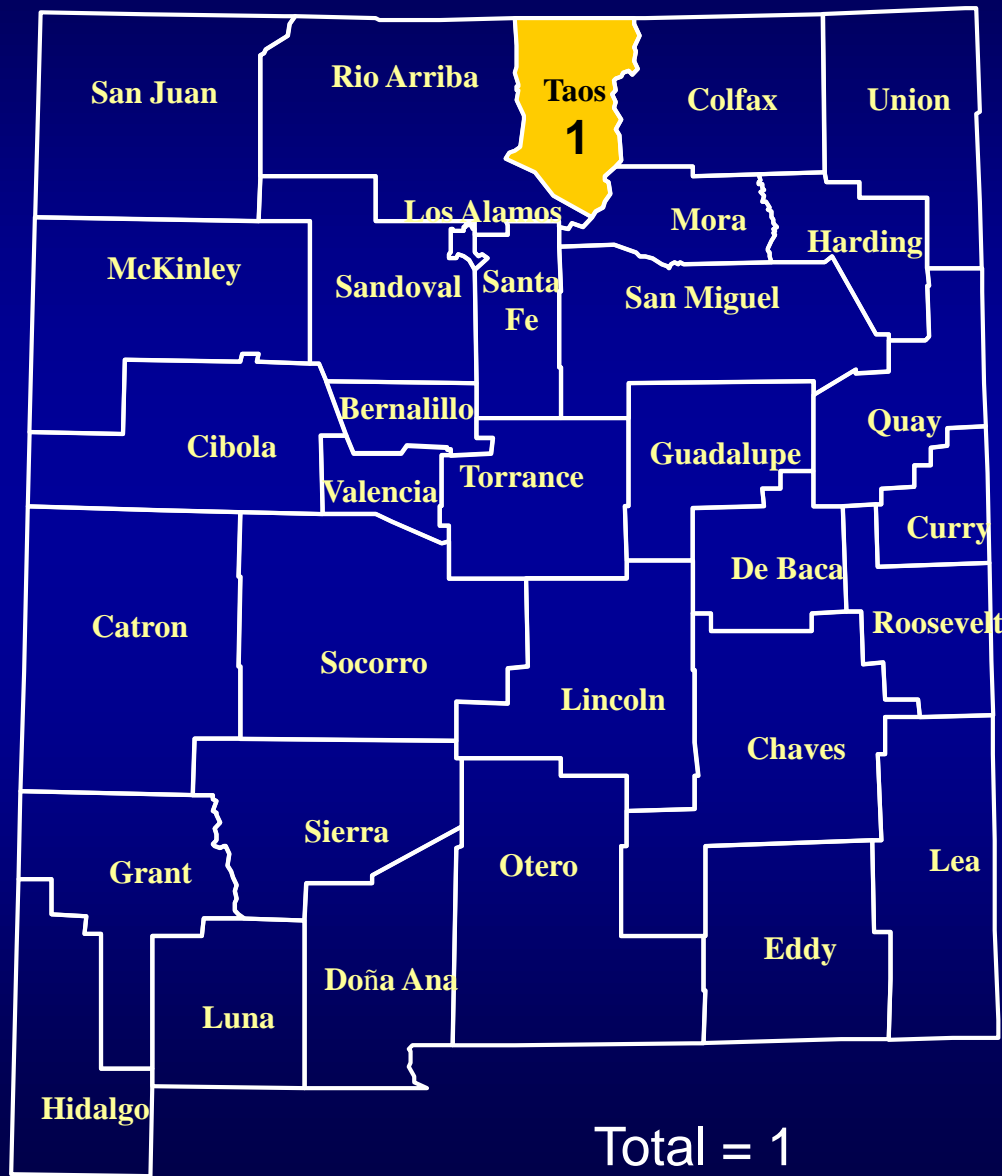 San Juan
Rio Arriba
Taos
1
Colfax
Union
Los Alamos
Mora
Harding
McKinley
Sandoval
Santa
Fe
San Miguel
Bernalillo
Cibola
Valencia
Torrance
Guadalupe
Quay
Curry
De Baca
Roosevelt
Catron
Socorro
Lincoln
Chaves
Sierra
Grant
Otero
Lea
Eddy
Doña Ana
Luna
Hidalgo
Total = 1